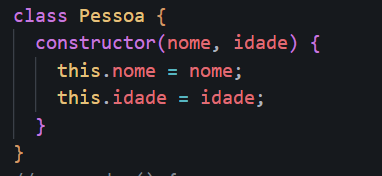 class Pessoa {
constructor(nome, idade) {
this.nome = nome;
this.idade = idade;
}
}